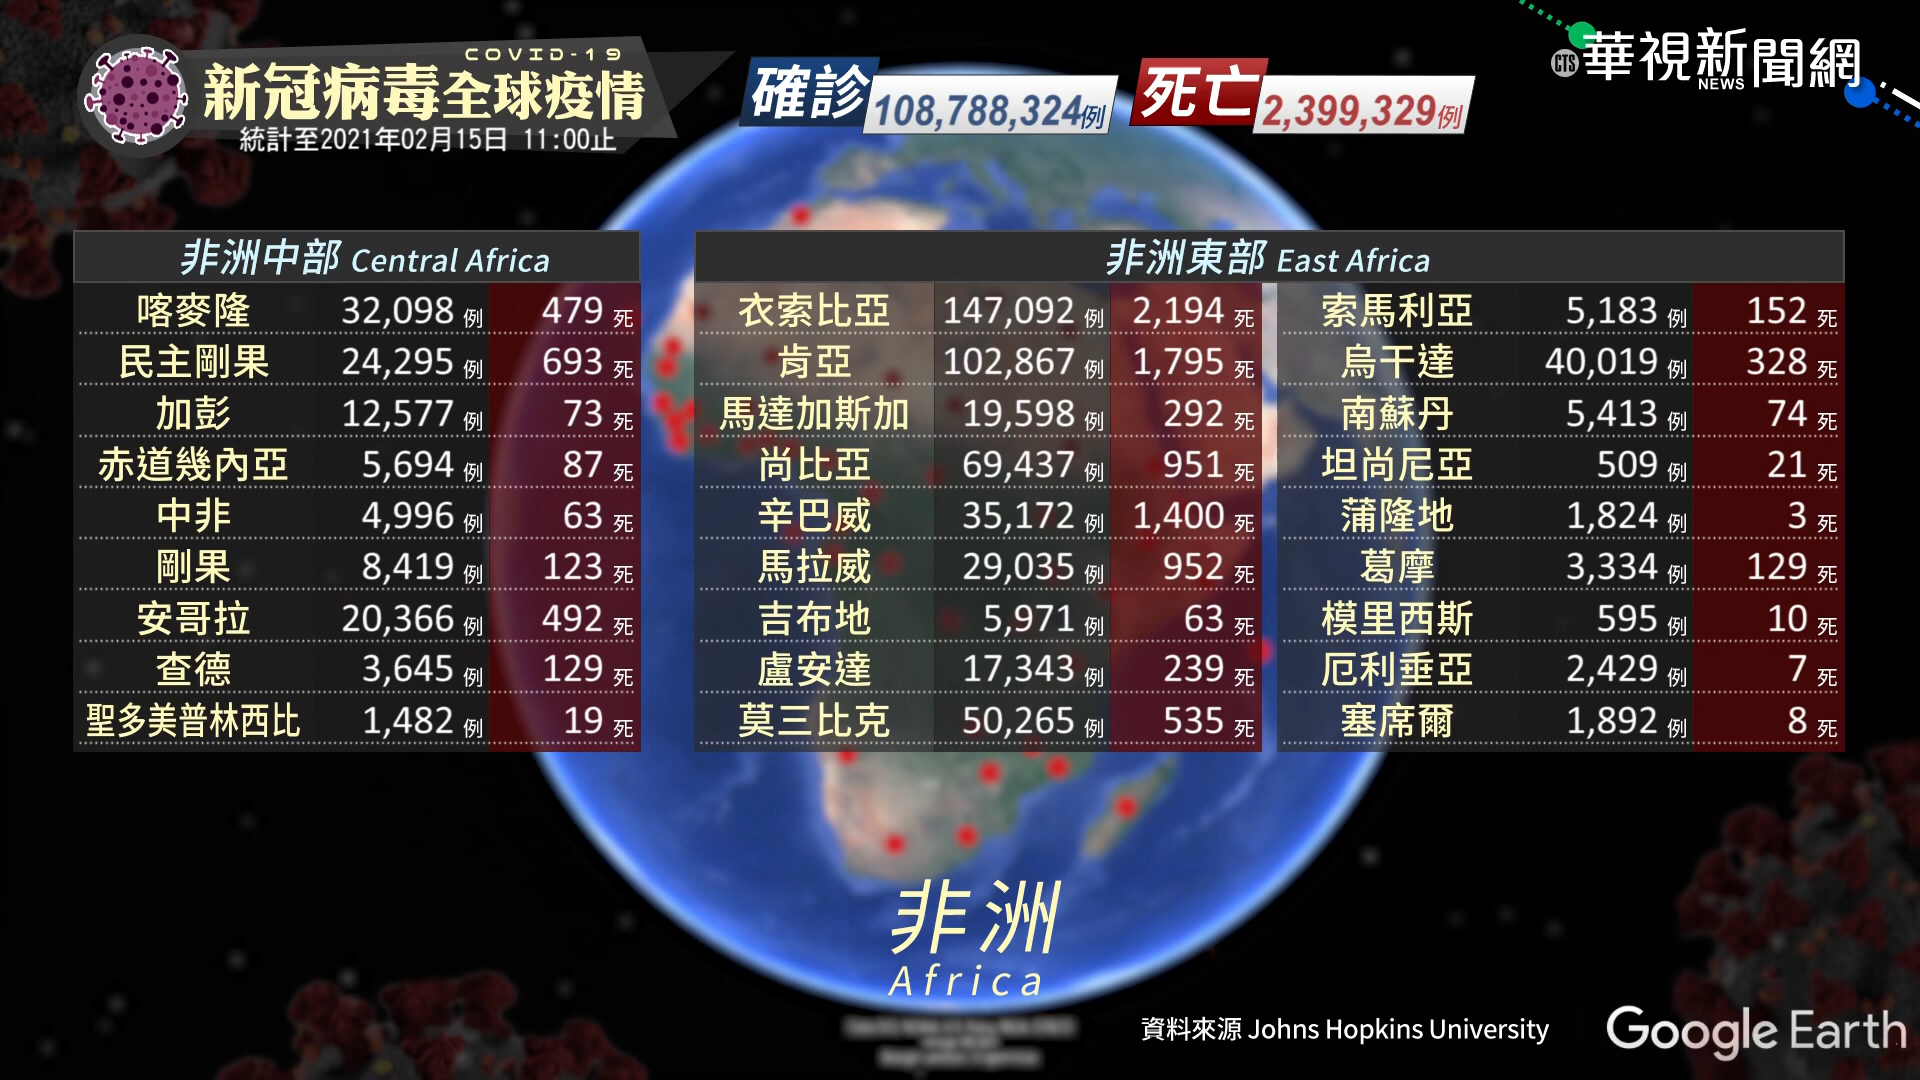 COVID-19
新冠病毒全球疫情
統計至2021年02月15日 11:00止
確診 108,788,324例
死亡 2,399,329例
CTS 華視新聞網
NEWS
非洲中部 Central Africa
喀麥隆 32,098 例 479 死
民主剛果 24,295 例 693 死
加彭 12,577 例 73 死
赤道幾內亞 5,694 例 87 死
中非 4,996 例 63 死
剛果 8,419 例 123 死
安哥拉 20,366 例 492 死
查德 3,645 例 129 死
聖多美普林西比 1,482 例 19 死
非洲東部 East Africa
衣索比亞 147,092 例 2,194 死
肯亞 102,867 例 1,795 死
馬達加斯加 19,598 例 292 死
尚比亞 69,437 例 951 死
辛巴威 35,172 例 1,400 死
馬拉威 29,035 例 952 死
吉布地 5,971 例 63 死
盧安達 17,343 例 239 死
莫三比克 50,265 例 535 死
索馬利亞 5,183 例 152 死
烏干達 40,019 例 328 死
南蘇丹 5,413 例 74 死
坦尚尼亞 509 例 21 死
蒲隆地 1,824 例 3 死
葛摩 3,334 例 129 死
模里西斯 595 例 10 死
厄利垂亞 2,429 例 7 死
塞席爾 1,892 例 8 死
非洲
Africa
資料來源 Johns Hopkins University
Google Earth